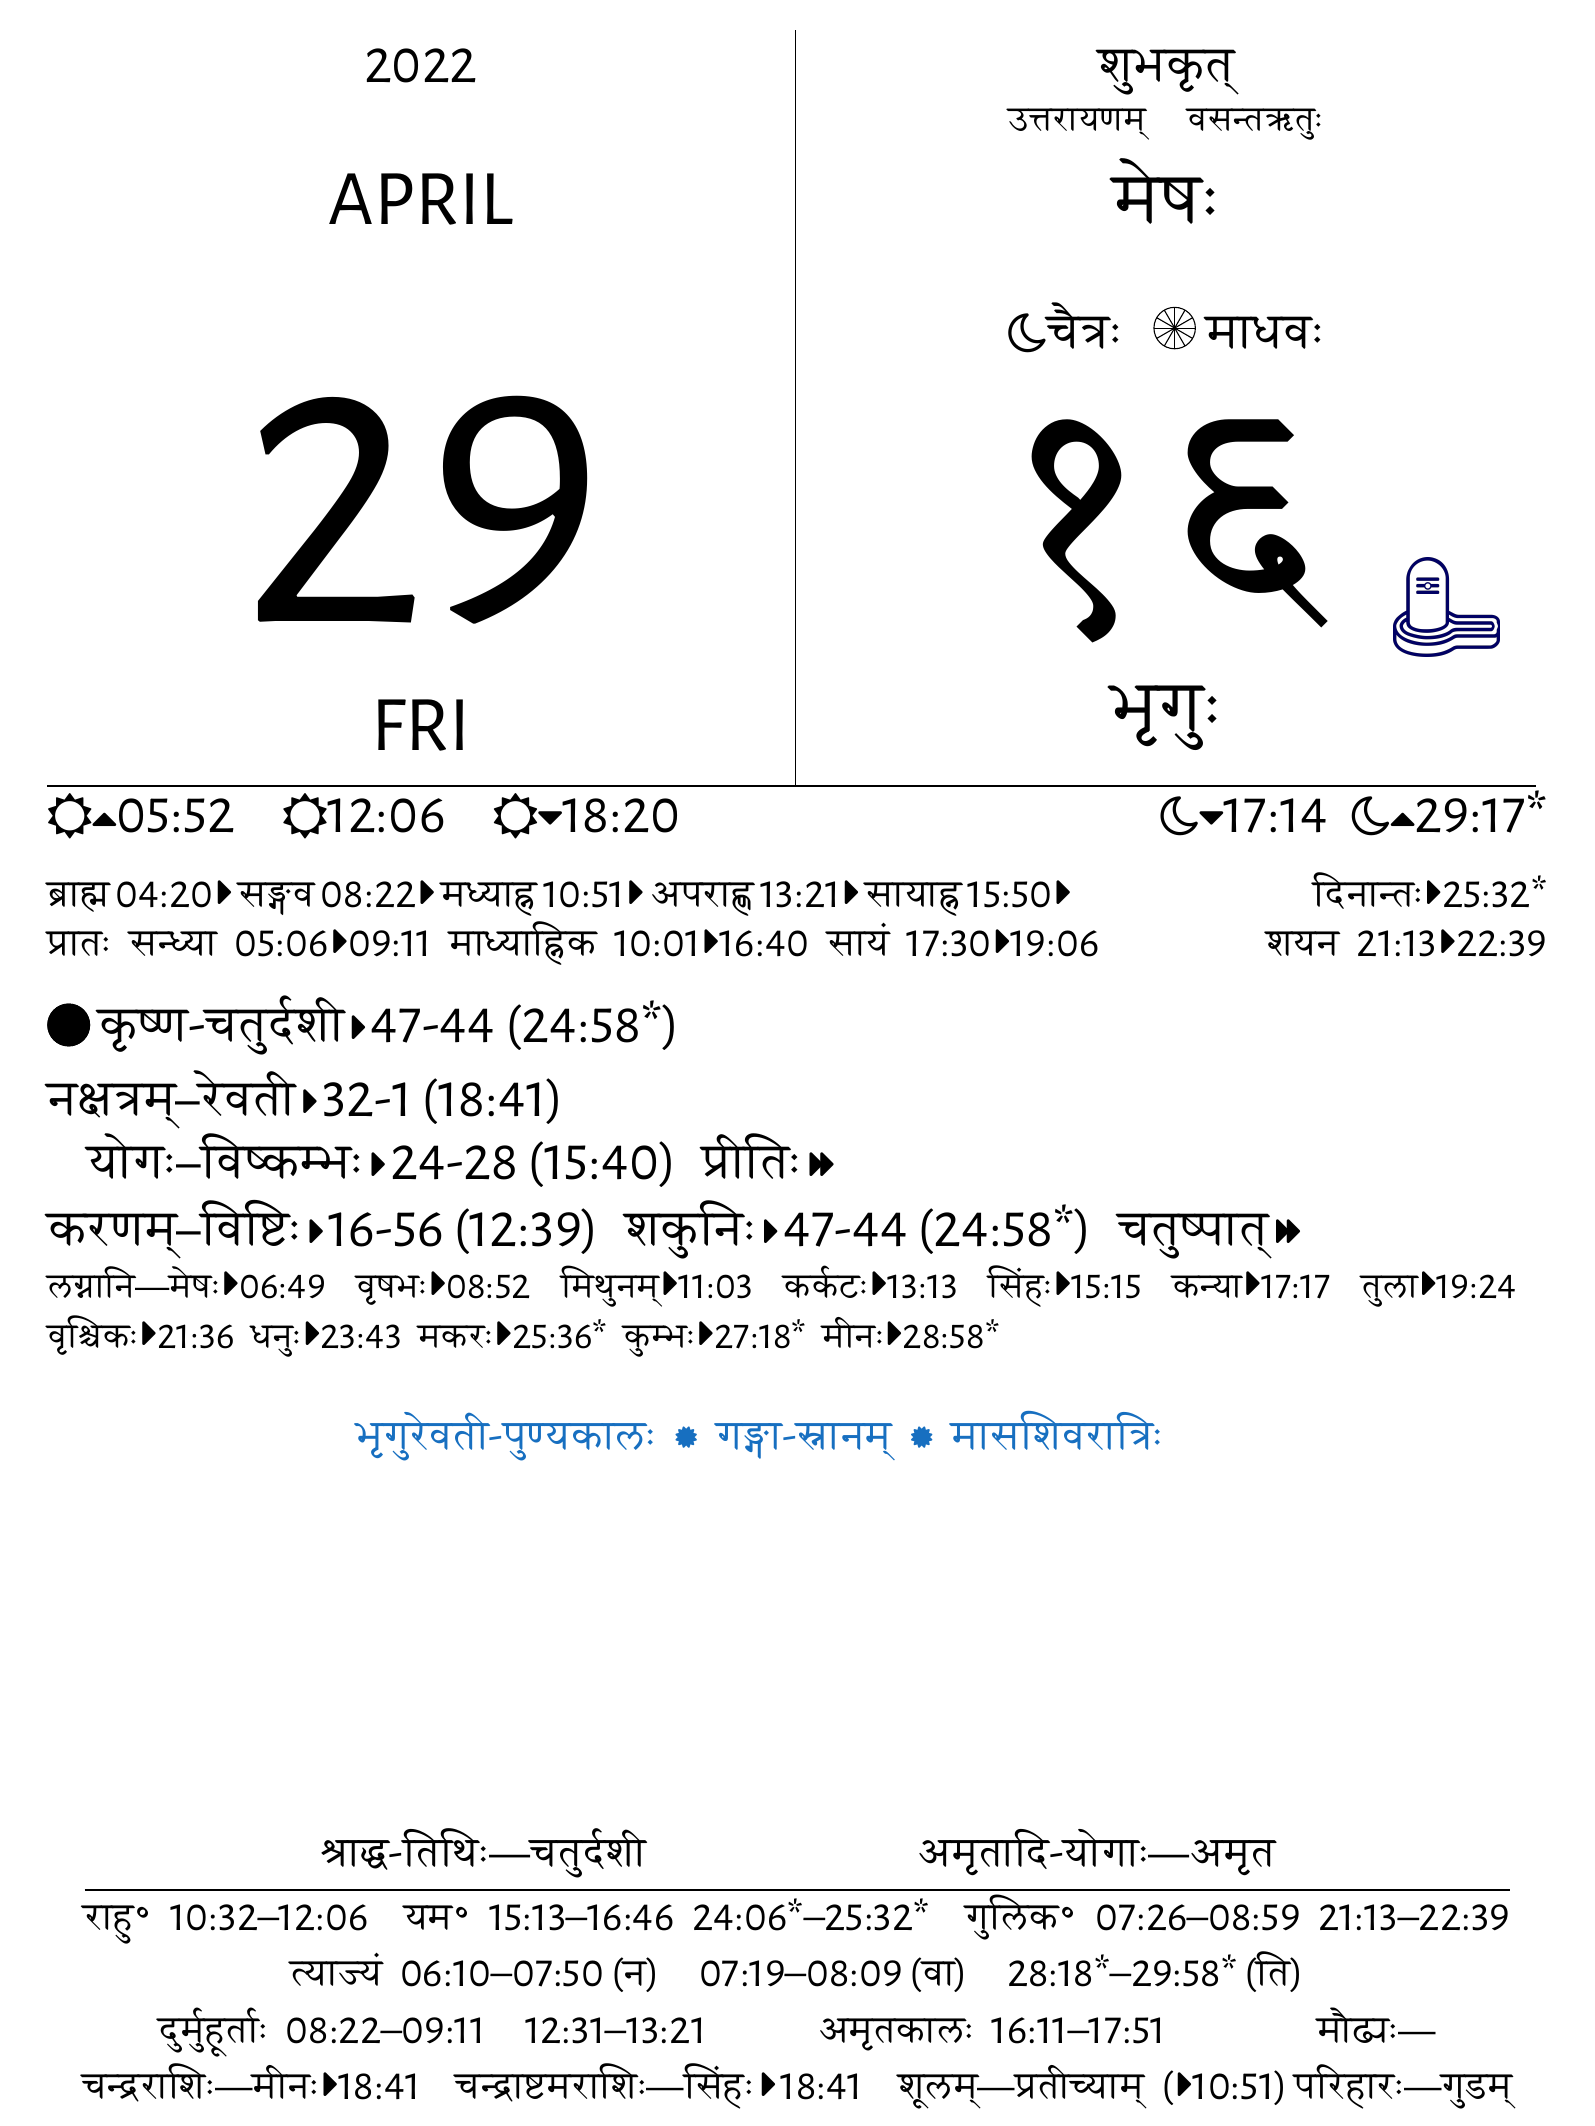 2022
APRIL
29
FRI
शुभकृत्
उत्तरायणम् वसन्तऋतुः
मेषः
चैत्रः माधवः
१६
भृगुः
05:52 12:06 18:20 17:14 29:17*
ब्राह्म 04:20 सङ्गव 08:22 मध्याह्न 10:51 अपराह्ण 13:21 सायाह्न 15:50 दिनान्तः 25:32*
प्रातः सन्ध्या 05:06 09:11 माध्याह्निक 10:01 16:40 सायं 17:30 19:06 शयन 21:13 22:39
कृष्ण-चतुर्दशी 47-44 (24:58*)
नक्षत्रम्–रेवती 32-1 (18:41)
योगः–विष्कम्भः 24-28 (15:40) प्रीतिः
करणम्–विष्टिः 16-56 (12:39) शकुनिः 47-44 (24:58*) चतुष्पात्
लग्नानि—मेषः 06:49 वृषभः 08:52 मिथुनम् 11:03 कर्कटः 13:13 सिंहः 15:15 कन्या 17:17 तुला 19:24
वृश्चिकः 21:36 धनुः 23:43 मकरः 25:36* कुम्भः 27:18* मीनः 28:58*
भृगुरेवती-पुण्यकालः गङ्गा-स्नानम् मासशिवरात्रिः
श्राद्ध-तिथिः—चतुर्दशी अमृतादि-योगाः—अमृत
राहु॰ 10:32–12:06 यम॰ 15:13–16:46 24:06*–25:32* गुलिक॰ 07:26–08:59 21:13–22:39
त्याज्यं 06:10–07:50 (न) 07:19–08:09 (वा) 28:18*–29:58* (ति)
दुर्मुहूर्ताः 08:22–09:11 12:31–13:21 अमृतकालः 16:11–17:51 मौढ्यः—
चन्द्रराशिः—मीनः 18:41 चन्द्राष्टमराशिः—सिंहः 18:41 शूलम्—प्रतीच्याम् ( 10:51) परिहारः—गुडम्